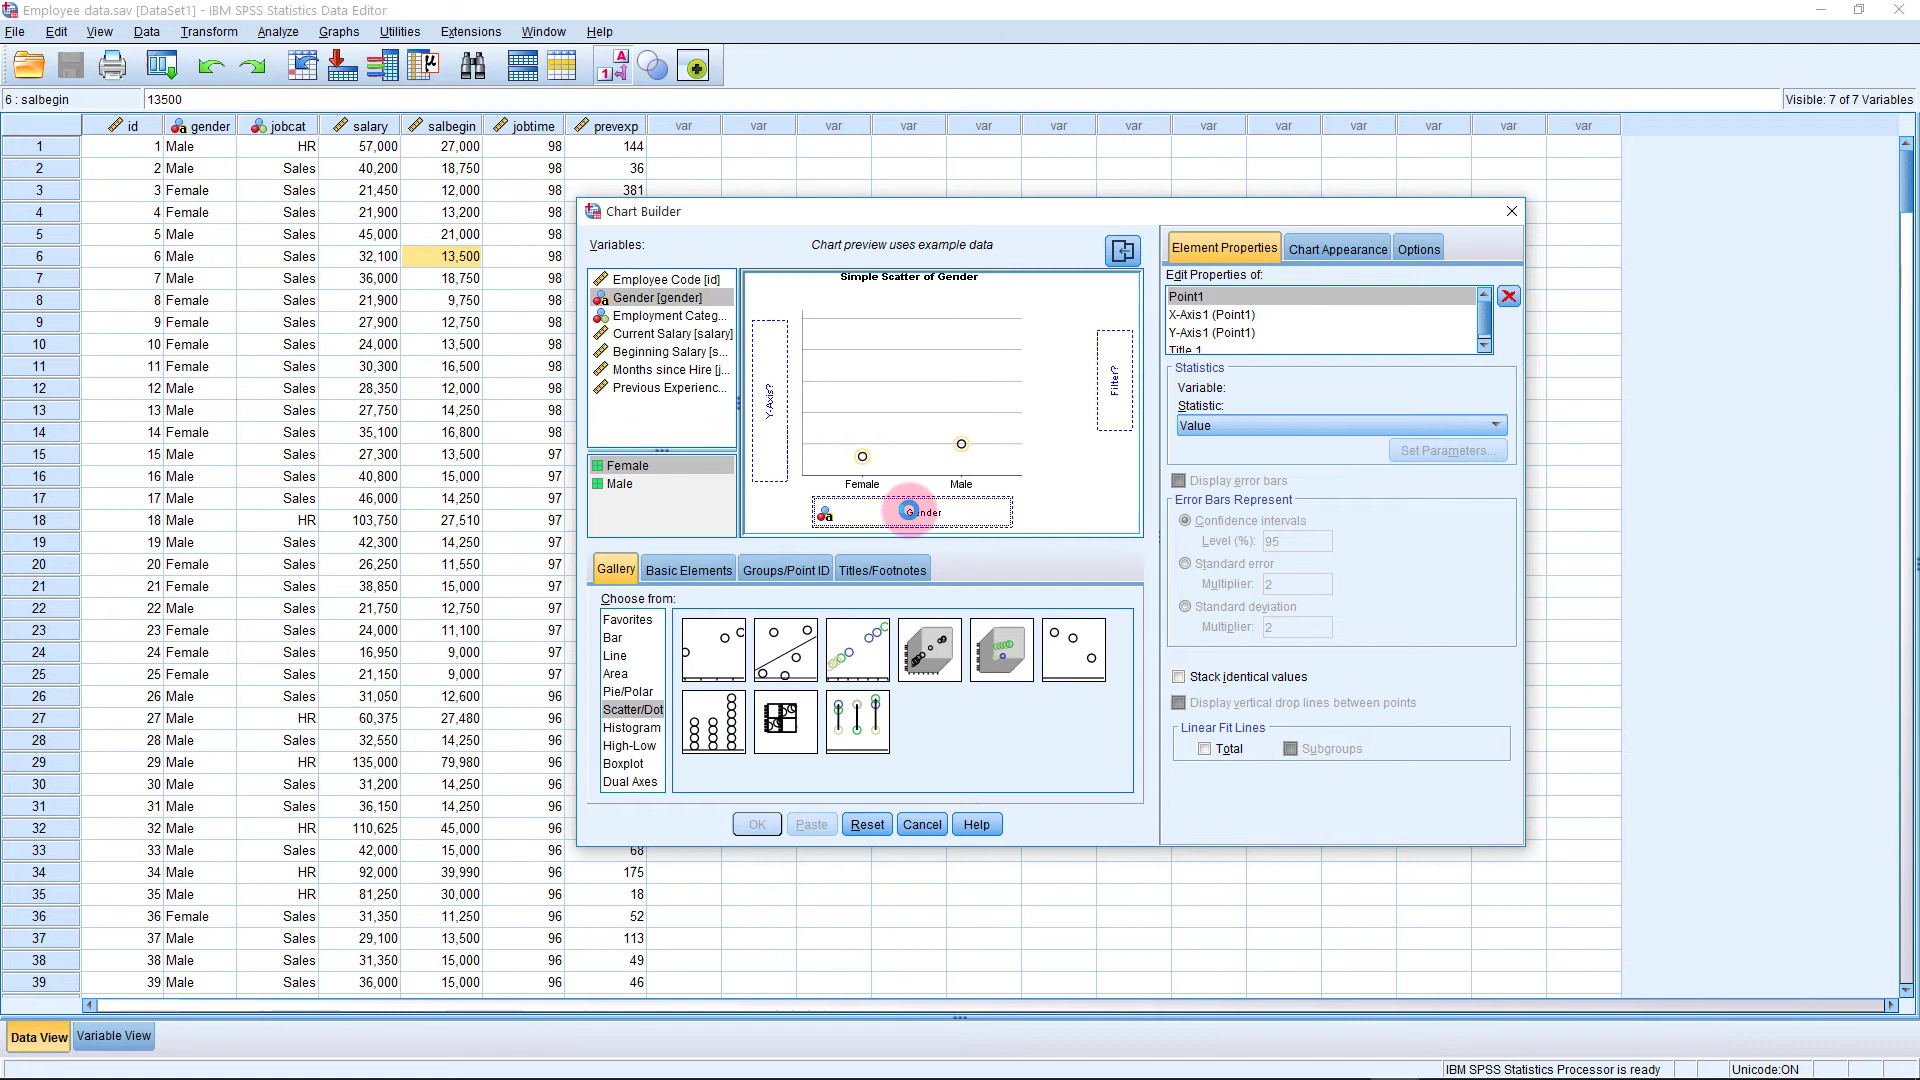 Employee data.sav [DataSet1] - IBM SPSS Statistics Data Editor
File Edit View Data Transform Analyze Graphs Utilities Extensions Window Help
6 : salbegin 13500 Visible: 7 of 7 Variables
id gender jobcat salary salbegin jobtime prevexp var var var var var var var var var var var var var
1 1 Male HR 57,000 27,000 98 144
2 2 Male Sales 40,200 18,750 98 36
3 3 Female Sales 21,450 12,000 98 381
4 4 Female Sales 21,900 13,200 98
5 5 Male Sales 45,000 21,000 98
6 6 Male Sales 32,100 13,500 98
7 7 Male Sales 36,000 18,750 98
8 8 Female Sales 21,900 9,750 98
9 9 Female Sales 27,900 12,750 98
10 10 Female Sales 24,000 13,500 98
11 11 Female Sales 30,300 16,500 98
12 12 Male Sales 28,350 12,000 98
13 13 Male Sales 27,750 14,250 98
14 14 Female Sales 35,100 16,800 98
15 15 Male Sales 27,300 13,500 97
16 16 Male Sales 40,800 15,000 97
17 17 Male Sales 46,000 14,250 97
18 18 Male HR 103,750 27,510 97
19 19 Male Sales 42,300 14,250 97
20 20 Female Sales 26,250 11,550 97
21 21 Female Sales 38,850 15,000 97
22 22 Male Sales 21,750 12,750 97
23 23 Female Sales 24,000 11,100 97
24 24 Female Sales 16,950 9,000 97
25 25 Female Sales 21,150 9,000 97
26 26 Male Sales 31,050 12,600 96
27 27 Male HR 60,375 27,480 96
28 28 Male Sales 32,550 14,250 96
29 29 Male HR 135,000 79,980 96
30 30 Male Sales 31,200 14,250 96
31 31 Male Sales 36,150 14,250 96
32 32 Male HR 110,625 45,000 96
33 33 Male Sales 42,000 15,000 96 68
34 34 Male HR 92,000 39,990 96 175
35 35 Male HR 81,250 30,000 96 18
36 36 Female Sales 31,350 11,250 96 52
37 37 Male Sales 29,100 13,500 96 113
38 38 Male Sales 31,350 15,000 96 49
39 39 Male Sales 36,000 15,000 96 46
Chart Builder
Variables:
Chart preview uses example data
Employee Code [id]
Gender [gender]
Employment Categ...
Current Salary [salary]
Beginning Salary [s...
Months since Hire [j...
Previous Experienc...
Female
Male
Simple Scatter of Gender
Y-Axis?
Filter?
Female Male
Gender
Gallery Basic Elements Groups/Point ID Titles/Footnotes
Choose from:
Favorites
Bar
Line
Area
Pie/Polar
Scatter/Dot
Histogram
High-Low
Boxplot
Dual Axes
OK Paste Reset Cancel Help
Element Properties Chart Appearance Options
Edit Properties of:
Point1
X-Axis1 (Point1)
Y-Axis1 (Point1)
Title 1
Statistics
Variable:
Statistic:
Value
Set Parameters...
Display error bars
Error Bars Represent
Confidence intervals
Level (%): 95
Standard error
Multiplier: 2
Standard deviation
Multiplier: 2
Stack identical values
Display vertical drop lines between points
Linear Fit Lines
Total Subgroups
Data View Variable View
IBM SPSS Statistics Processor is ready Unicode:ON